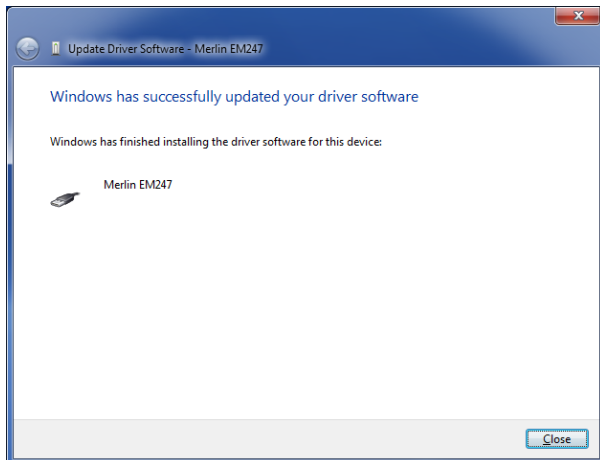 Update Driver Software - Merlin EM247
Windows has successfully updated your driver software
Windows has finished installing the driver software for this device:
Merlin EM247
Close